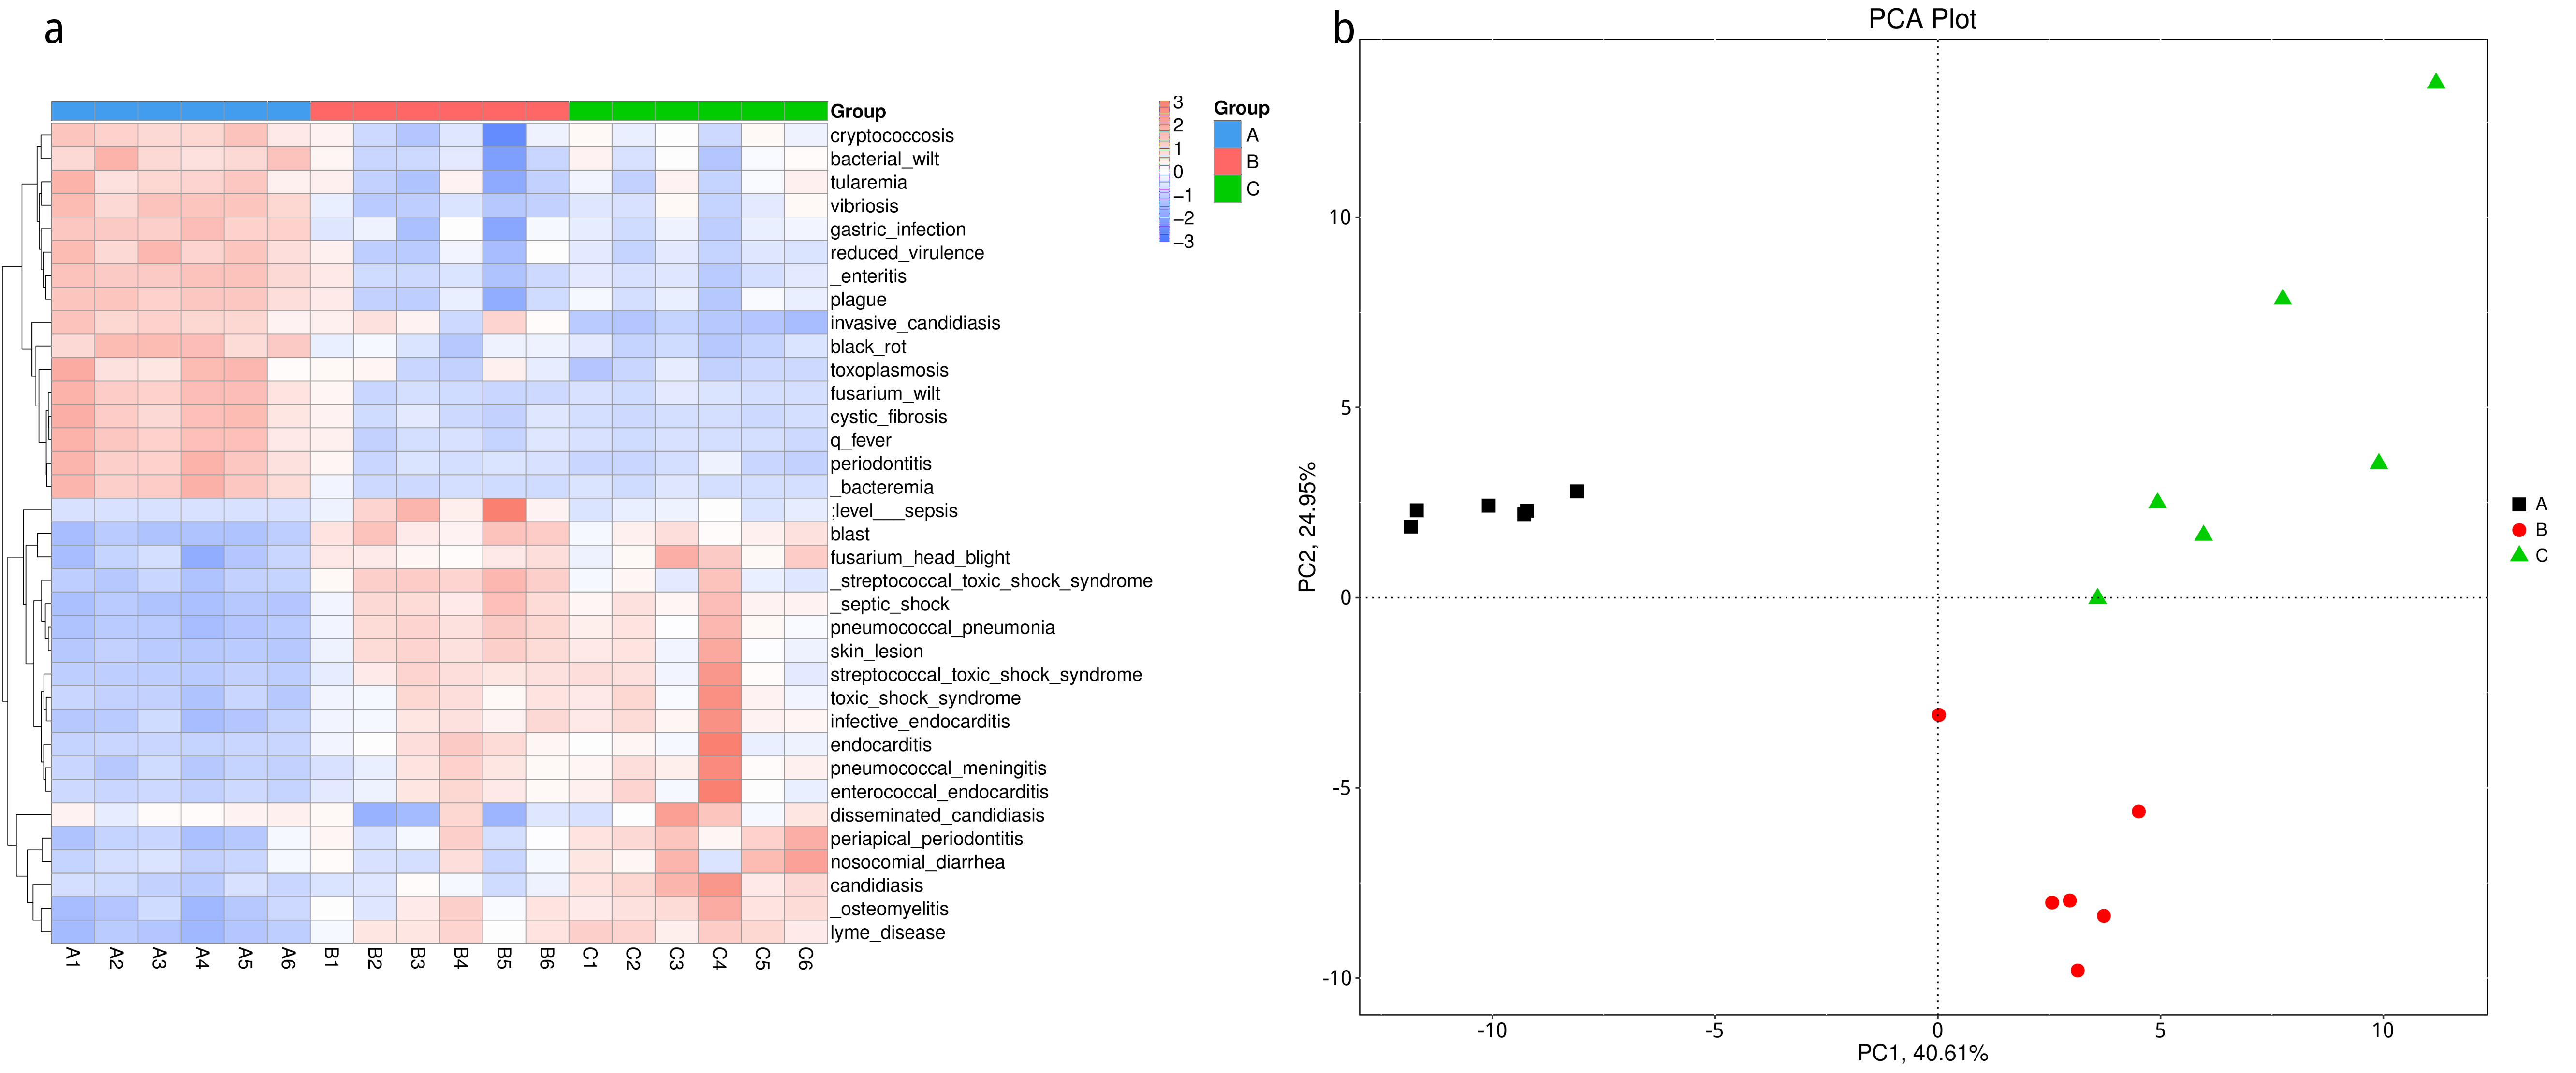 a
Group
cryptococcosis
bacterial_wilt
tularemia
vibriosis
gastric_infection
reduced_virulence
_enteritis
plague
invasive_candidiasis
black_rot
toxoplasmosis
fusarium_wilt
cystic_fibrosis
q_fever
periodontitis
_bacteremia
;level___sepsis
blast
fusarium_head_blight
_streptococcal_toxic_shock_syndrome
_septic_shock
pneumococcal_pneumonia
skin_lesion
streptococcal_toxic_shock_syndrome
toxic_shock_syndrome
infective_endocarditis
endocarditis
pneumococcal_meningitis
enterococcal_endocarditis
disseminated_candidiasis
periapical_periodontitis
nosocomial_diarrhea
candidiasis
_osteomyelitis
lyme_disease
A1 A2 A3 A4 A5 A6 B1 B2 B3 B4 B5 B6 C1 C2 C3 C4 C5 C6
3
2
1
0
−1
−2
−3
Group
A
B
C
b
PCA Plot
PC2, 24.95%
10
5
0
-5
-10
-10 -5 0 5 10
PC1, 40.61%
A
B
C